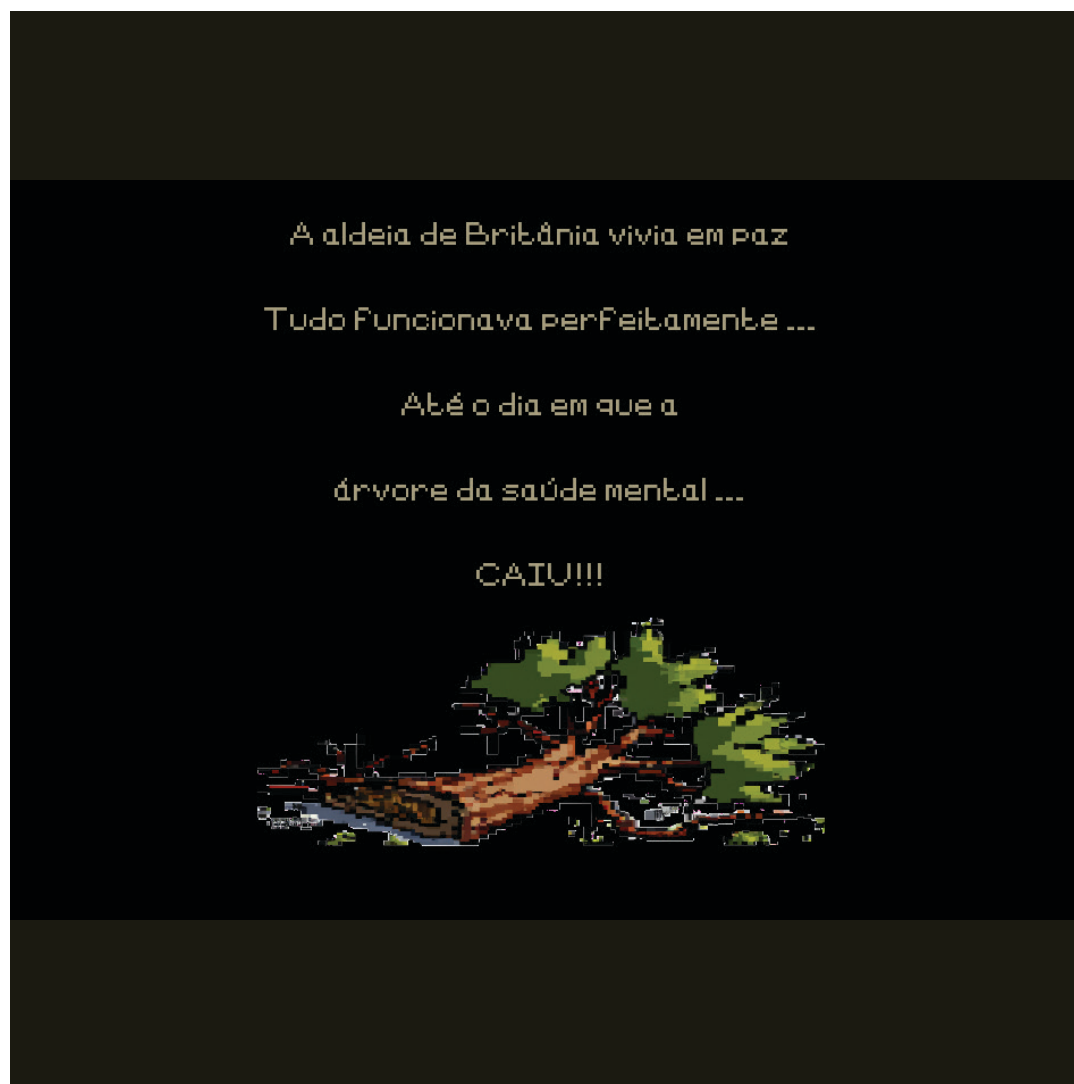 A aldeia de Britânia vivia em paz
Tudo funcionava perfeitamente ...
Até o dia em que a
árvore da saúde mental ...
CAIU!!!